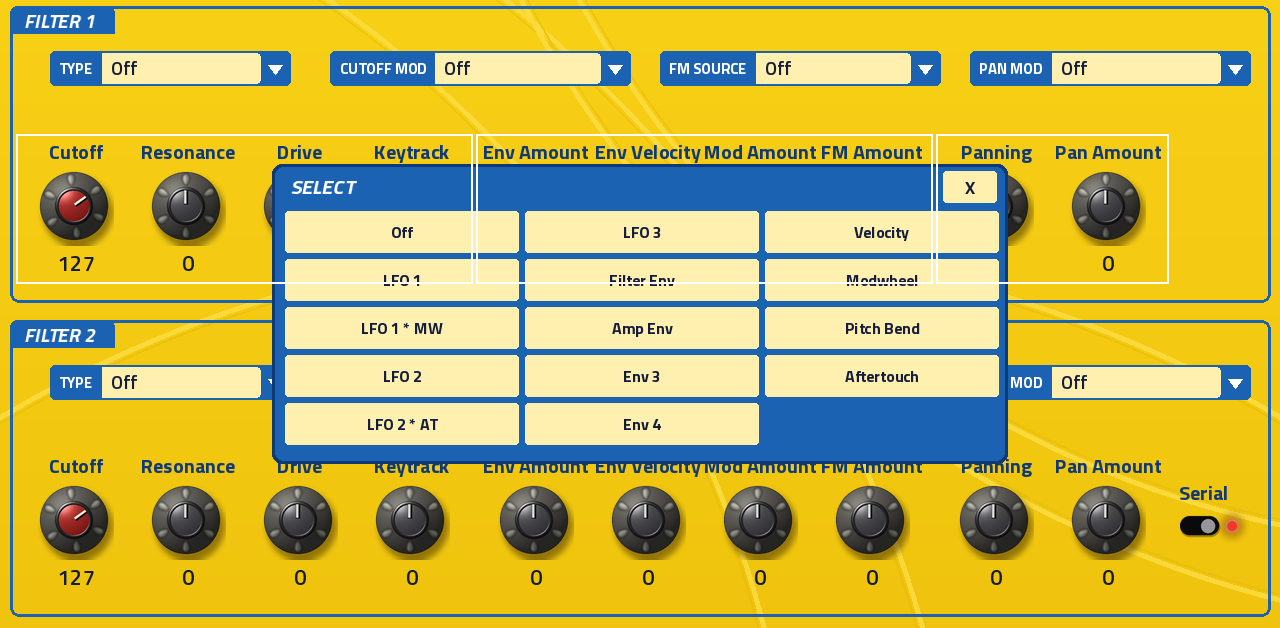 FILTER 1
TYPE Off CUTOFF MOD Off FM SOURCE Off PAN MOD Off
Cutoff Resonance Drive Keytrack Env Amount Env Velocity Mod Amount FM Amount Panning Pan Amount
127 0 0
SELECT X
Off LFO 3 Velocity
LFO 1 Filter Env Modwheel
LFO 1 * MW Amp Env Pitch Bend
LFO 2 Env 3 Aftertouch
LFO 2 * AT Env 4
FILTER 2
TYPE Off MOD Off
Cutoff Resonance Drive Keytrack Env Amount Env Velocity Mod Amount FM Amount Panning Pan Amount
Serial
127 0 0 0 0 0 0 0 0 0